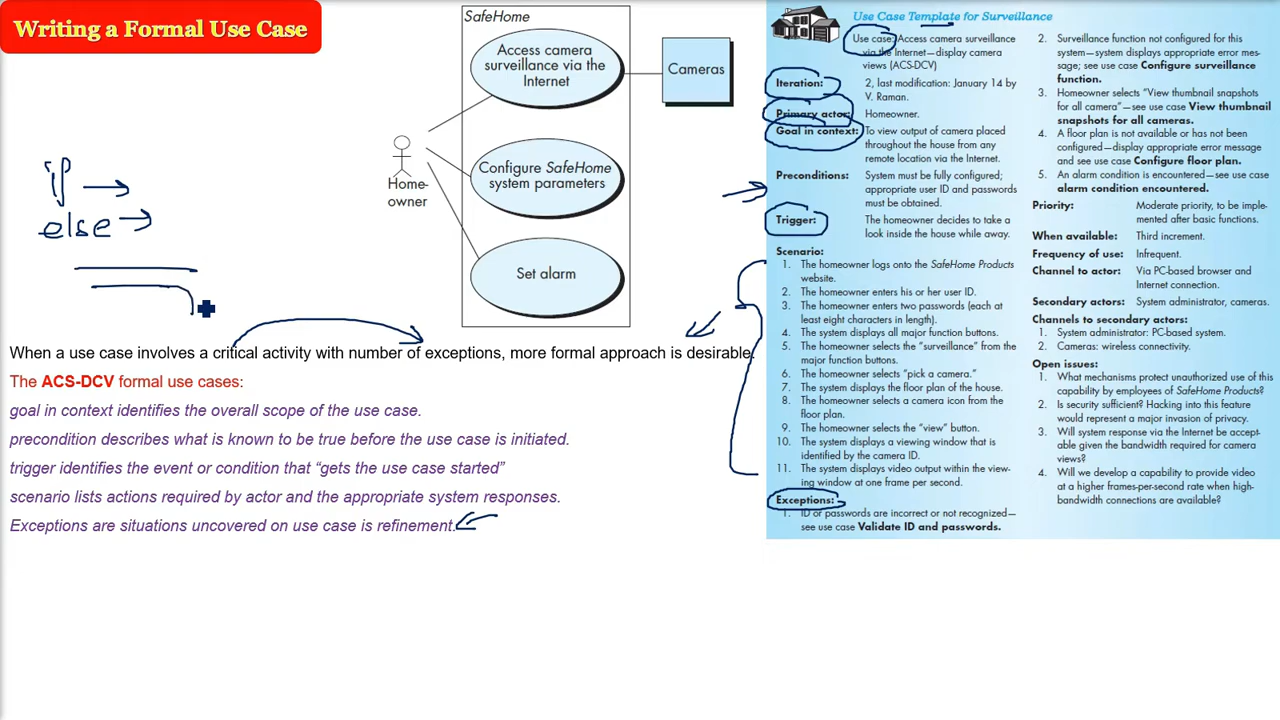 Writing a Formal Use Case
SafeHome
Access camera
surveillance via the
Internet
Cameras
Configure SafeHome
system parameters
Set alarm
Home-
owner
if
else
When a use case involves a critical activity with number of exceptions, more formal approach is desirable.
The ACS-DCV formal use cases:
goal in context identifies the overall scope of the use case.
precondition describes what is known to be true before the use case is initiated.
trigger identifies the event or condition that “gets the use case started”
scenario lists actions required by actor and the appropriate system responses.
Exceptions are situations uncovered on use case is refinement.
Use Case Template for Surveillance
Use case: Access camera surveillance
via the Internet—display camera
views (ACS-DCV)
Iteration: 2, last modification: January 14 by
V. Raman.
Primary actor: Homeowner.
Goal in context: To view output of camera placed
throughout the house from any
remote location via the Internet.
Preconditions: System must be fully configured;
appropriate user ID and passwords
must be obtained.
Trigger: The homeowner decides to take a
look inside the house while away.
Scenario:
1. The homeowner logs onto the SafeHome Products
website.
2. The homeowner enters his or her user ID.
3. The homeowner enters two passwords (each at
least eight characters in length).
4. The system displays all major function buttons.
5. The homeowner selects the “surveillance” from the
major function buttons.
6. The homeowner selects “pick a camera.”
7. The system displays the floor plan of the house.
8. The homeowner selects a camera icon from the
floor plan.
9. The homeowner selects the “view” button.
10. The system displays a viewing window that is
identified by the camera ID.
11. The system displays video output within the view-
ing window at one frame per second.
Exceptions:
1. ID or passwords are incorrect or not recognized—
see use case Validate ID and passwords.
2. Surveillance function not configured for this
system—system displays appropriate error mes-
sage; see use case Configure surveillance
function.
3. Homeowner selects “View thumbnail snapshots
for all camera”—see use case View thumbnail
snapshots for all cameras.
4. A floor plan is not available or has not been
configured—display appropriate error message
and see use case Configure floor plan.
5. An alarm condition is encountered—see use case
alarm condition encountered.
Priority: Moderate priority, to be imple-
mented after basic functions.
When available: Third increment.
Frequency of use: Infrequent.
Channel to actor: Via PC-based browser and
Internet connection.
Secondary actors: System administrator, cameras.
Channels to secondary actors:
1. System administrator: PC-based system.
2. Cameras: wireless connectivity.
Open issues:
1. What mechanisms protect unauthorized use of this
capability by employees of SafeHome Products?
2. Is security sufficient? Hacking into this feature
would represent a major invasion of privacy.
3. Will system response via the Internet be accept-
able given the bandwidth required for camera
views?
4. Will we develop a capability to provide video
at a higher frames-per-second rate when high-
bandwidth connections are available?